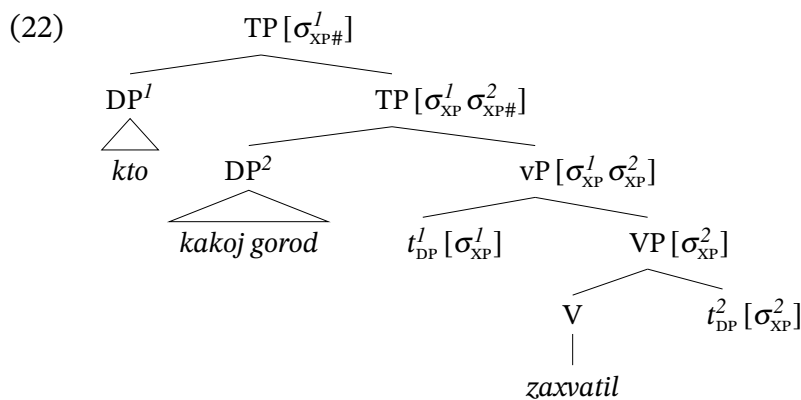 (22) TP [σ¹XP#]
DP¹ TP [σ¹XP σ²XP#]
kto DP² vP [σ¹XP σ²XP]
kakoj gorod t¹DP [σ¹XP] VP [σ²XP]
V t²DP [σ²XP]
zaxvatil